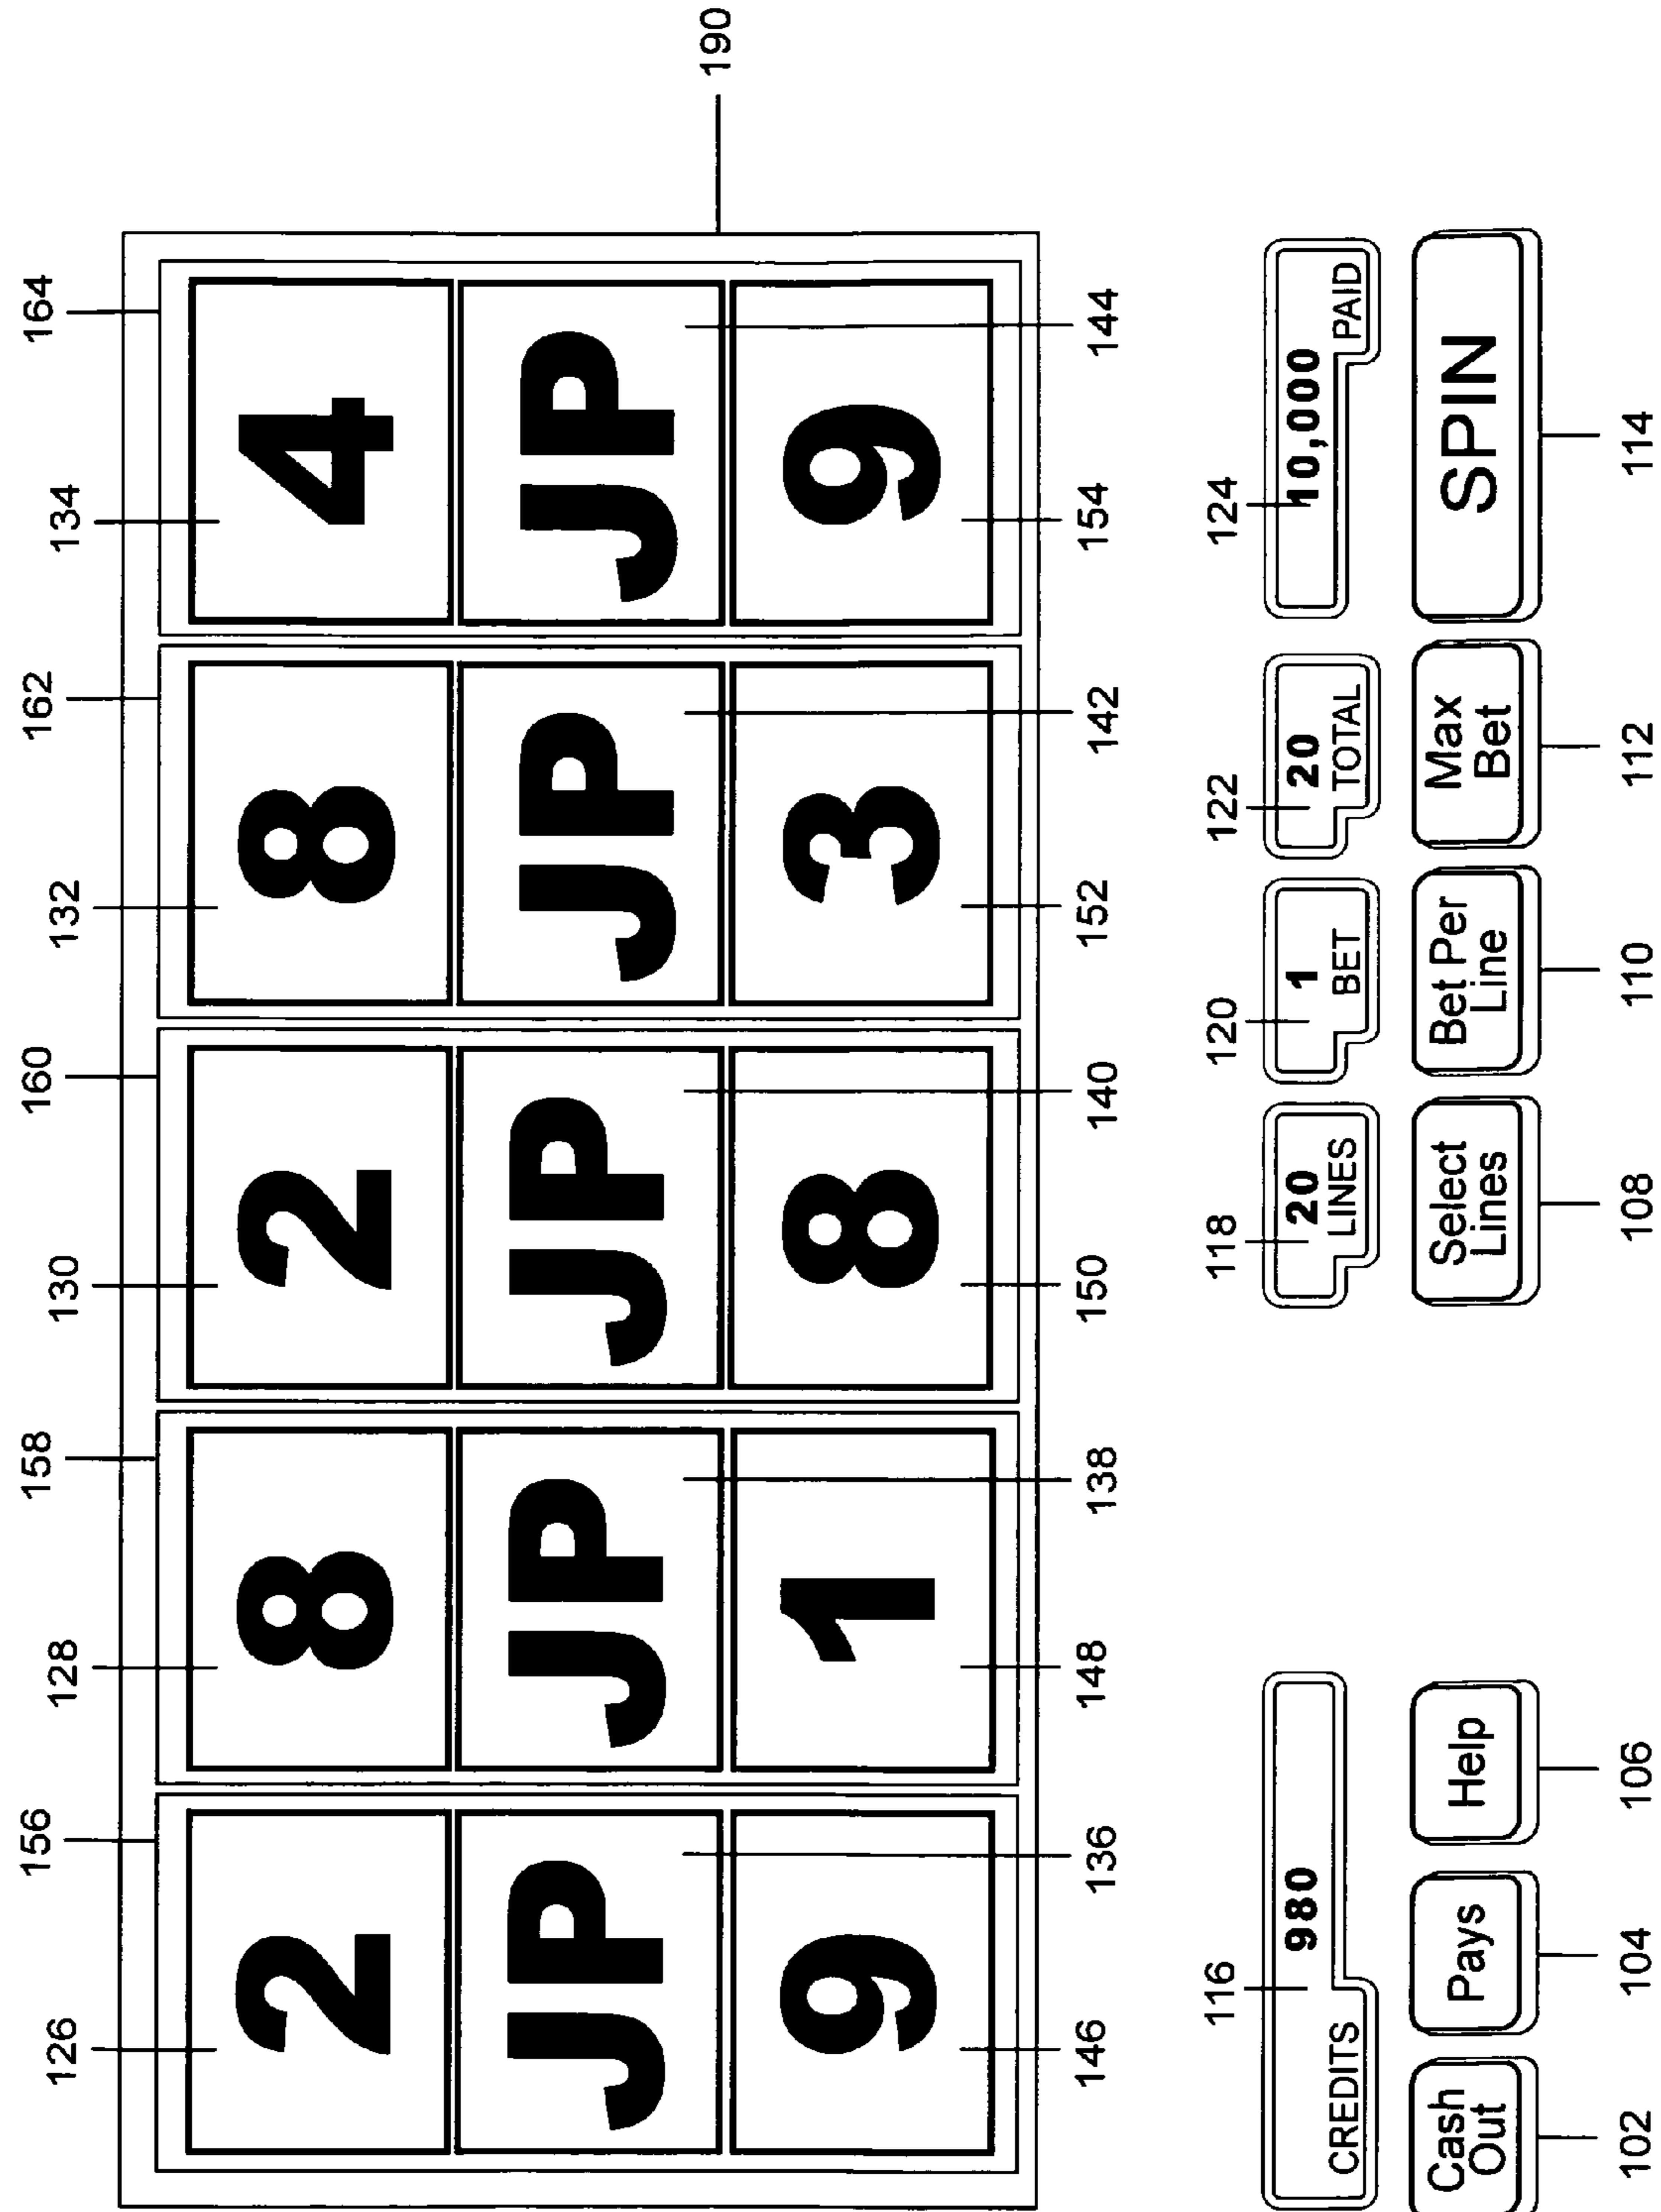 156 158 160 162 164
126 128 130 132 134
2 8 2 8 4
JP JP JP JP JP
9 1 8 3 9
190
136 138 140 142 144
146 148 150 152 154
116 118 120 122 124
980 20 1 20 10,000
CREDITS LINES BET TOTAL PAID
Cash Out
Pays
Help
Select Lines
Bet Per Line
Max Bet
SPIN
102 104 106 108 110 112 114